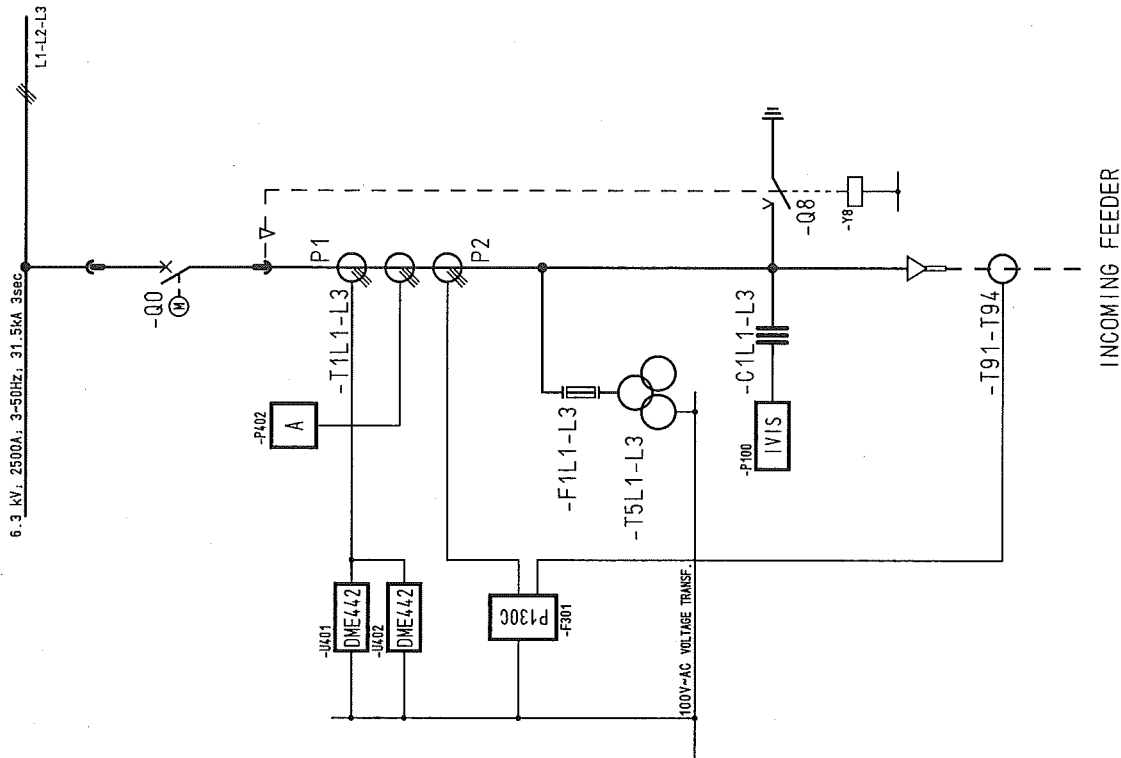 6.3 kV; 2500A; 3~50Hz; 31.5kA 3sec
L1-L2-L3
-Q0
M
P1
-T1L1-L3
P2
-P402
A
-U401
DME442
-U402
DME442
P130C
-F301
-F1L1-L3
-T5L1-L3
100V~AC VOLTAGE TRANSF.
-Q8
-Y8
-C1L1-L3
-P100
IVIS
-T91-T94
INCOMING FEEDER